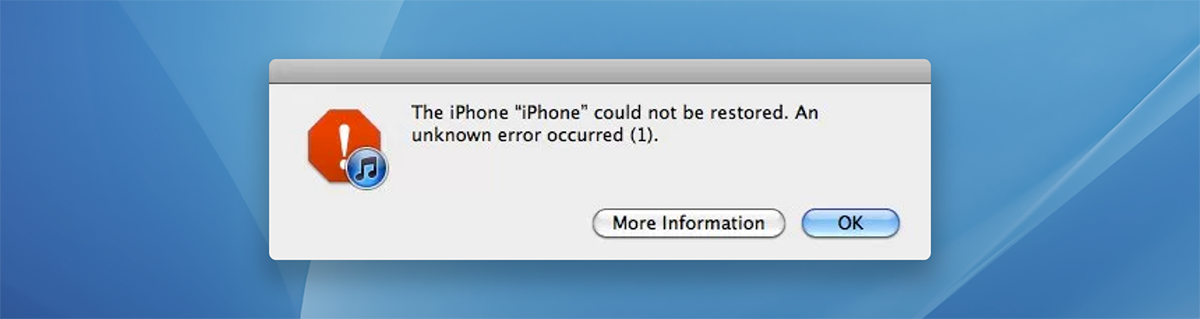 The iPhone “iPhone” could not be restored. An
unknown error occurred (1).
More Information
OK